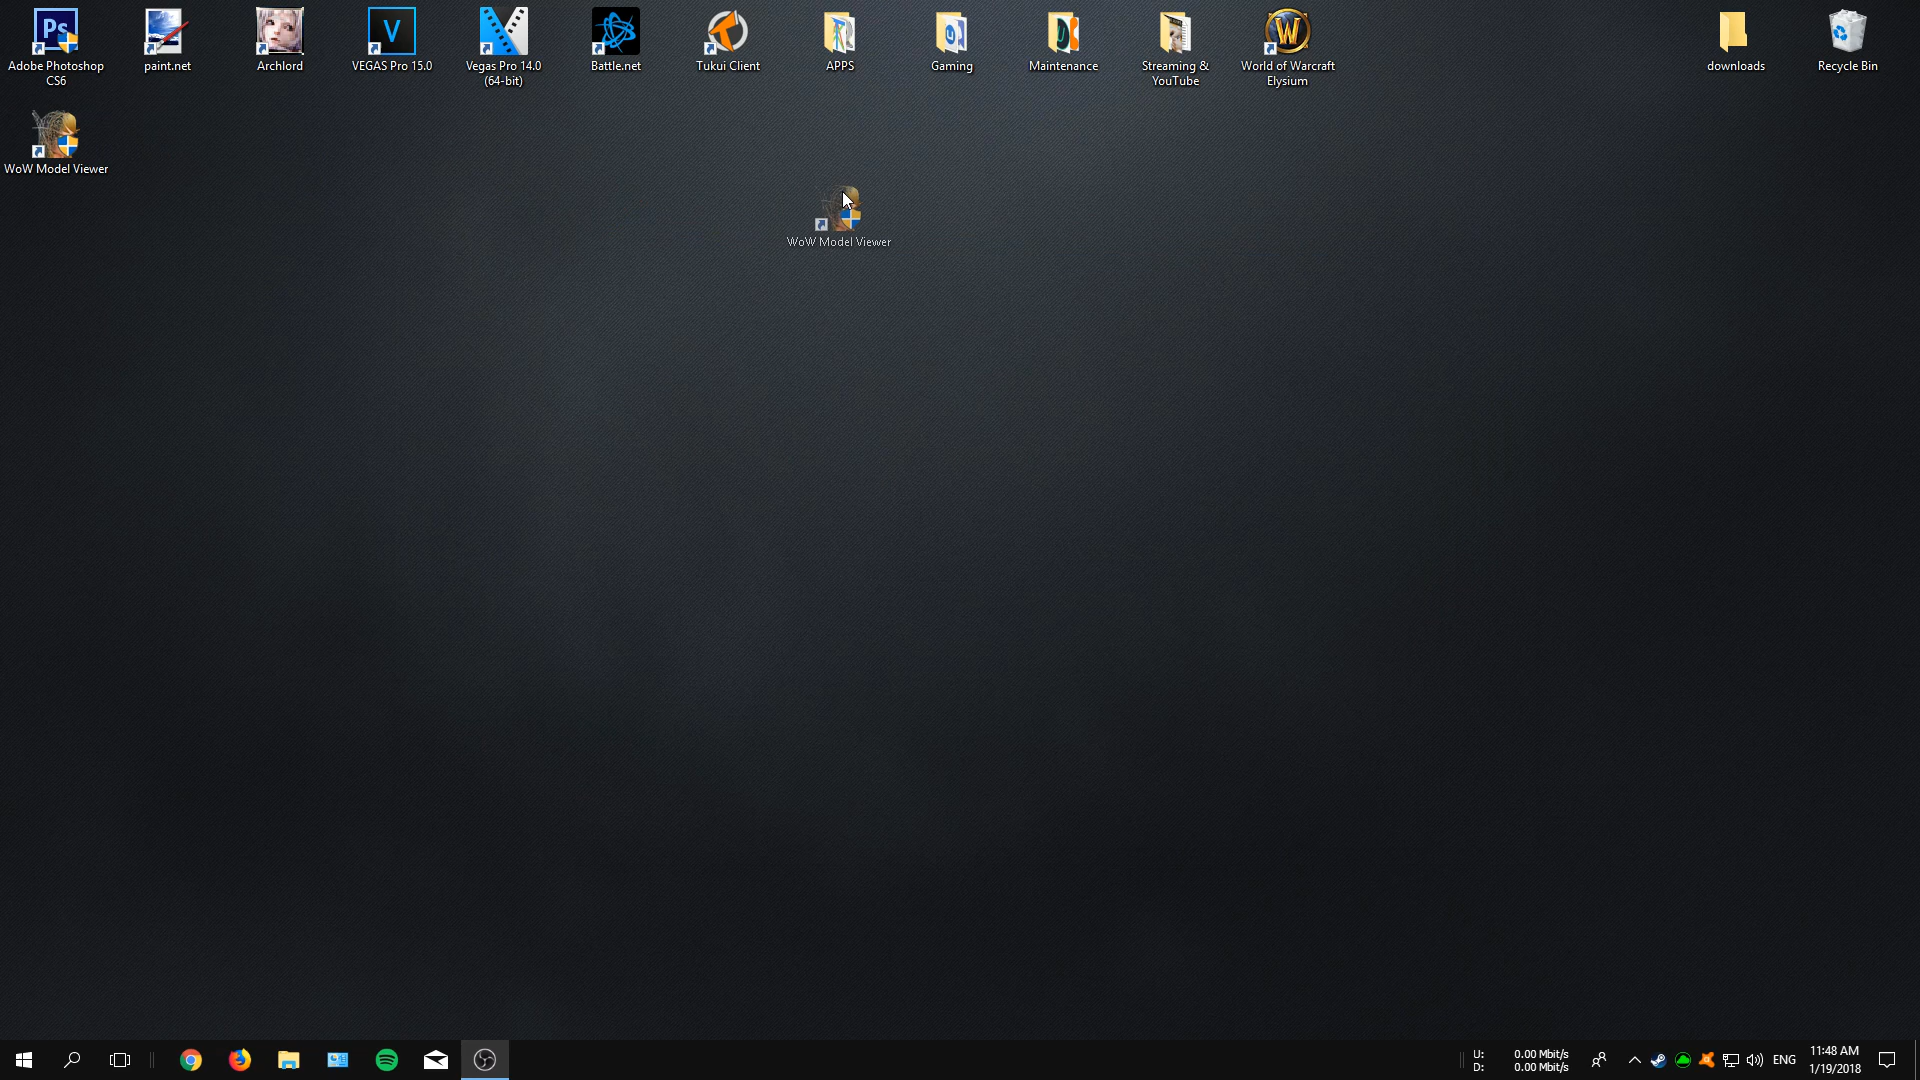 Ps
V
Adobe Photoshop
CS6
paint.net
Archlord
VEGAS Pro 15.0
Vegas Pro 14.0
(64-bit)
Battle.net
Tukui Client
APPS
Gaming
Maintenance
Streaming &
YouTube
World of Warcraft
Elysium
downloads
Recycle Bin
WoW Model Viewer
WoW Model Viewer
U: 0.00 Mbit/s
D: 0.00 Mbit/s
ENG
11:48 AM
1/19/2018